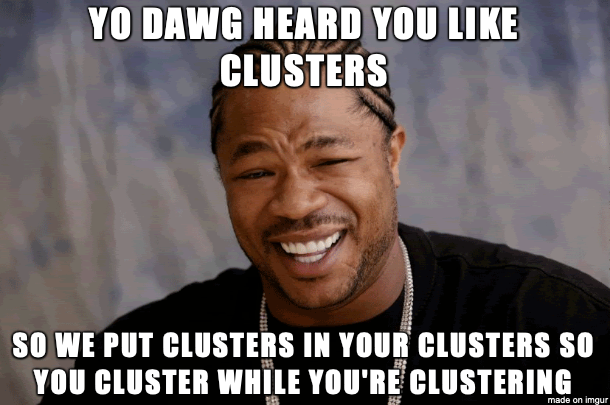 YO DAWG HEARD YOU LIKE
CLUSTERS
SO WE PUT CLUSTERS IN YOUR CLUSTERS SO
YOU CLUSTER WHILE YOU'RE CLUSTERING
made on imgur